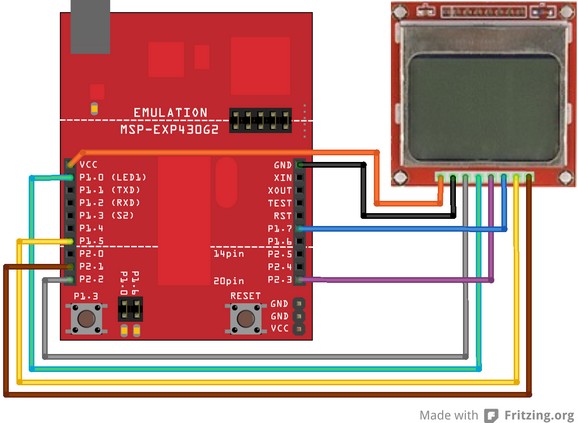 EMULATION
MSP-EXP430G2
VCC
P1.0 (LED1)
P1.1 (TXD)
P1.2 (RXD)
P1.3 (S2)
P1.4
P1.5
P2.0
P2.1
P2.2
GND
XIN
XOUT
TEST
RST
P1.7
P1.6
P2.5
P2.4
P2.3
14pin
20pin
P1.3
P1.0
P1.6
RESET
GND
GND
VCC
Made with Fritzing.org